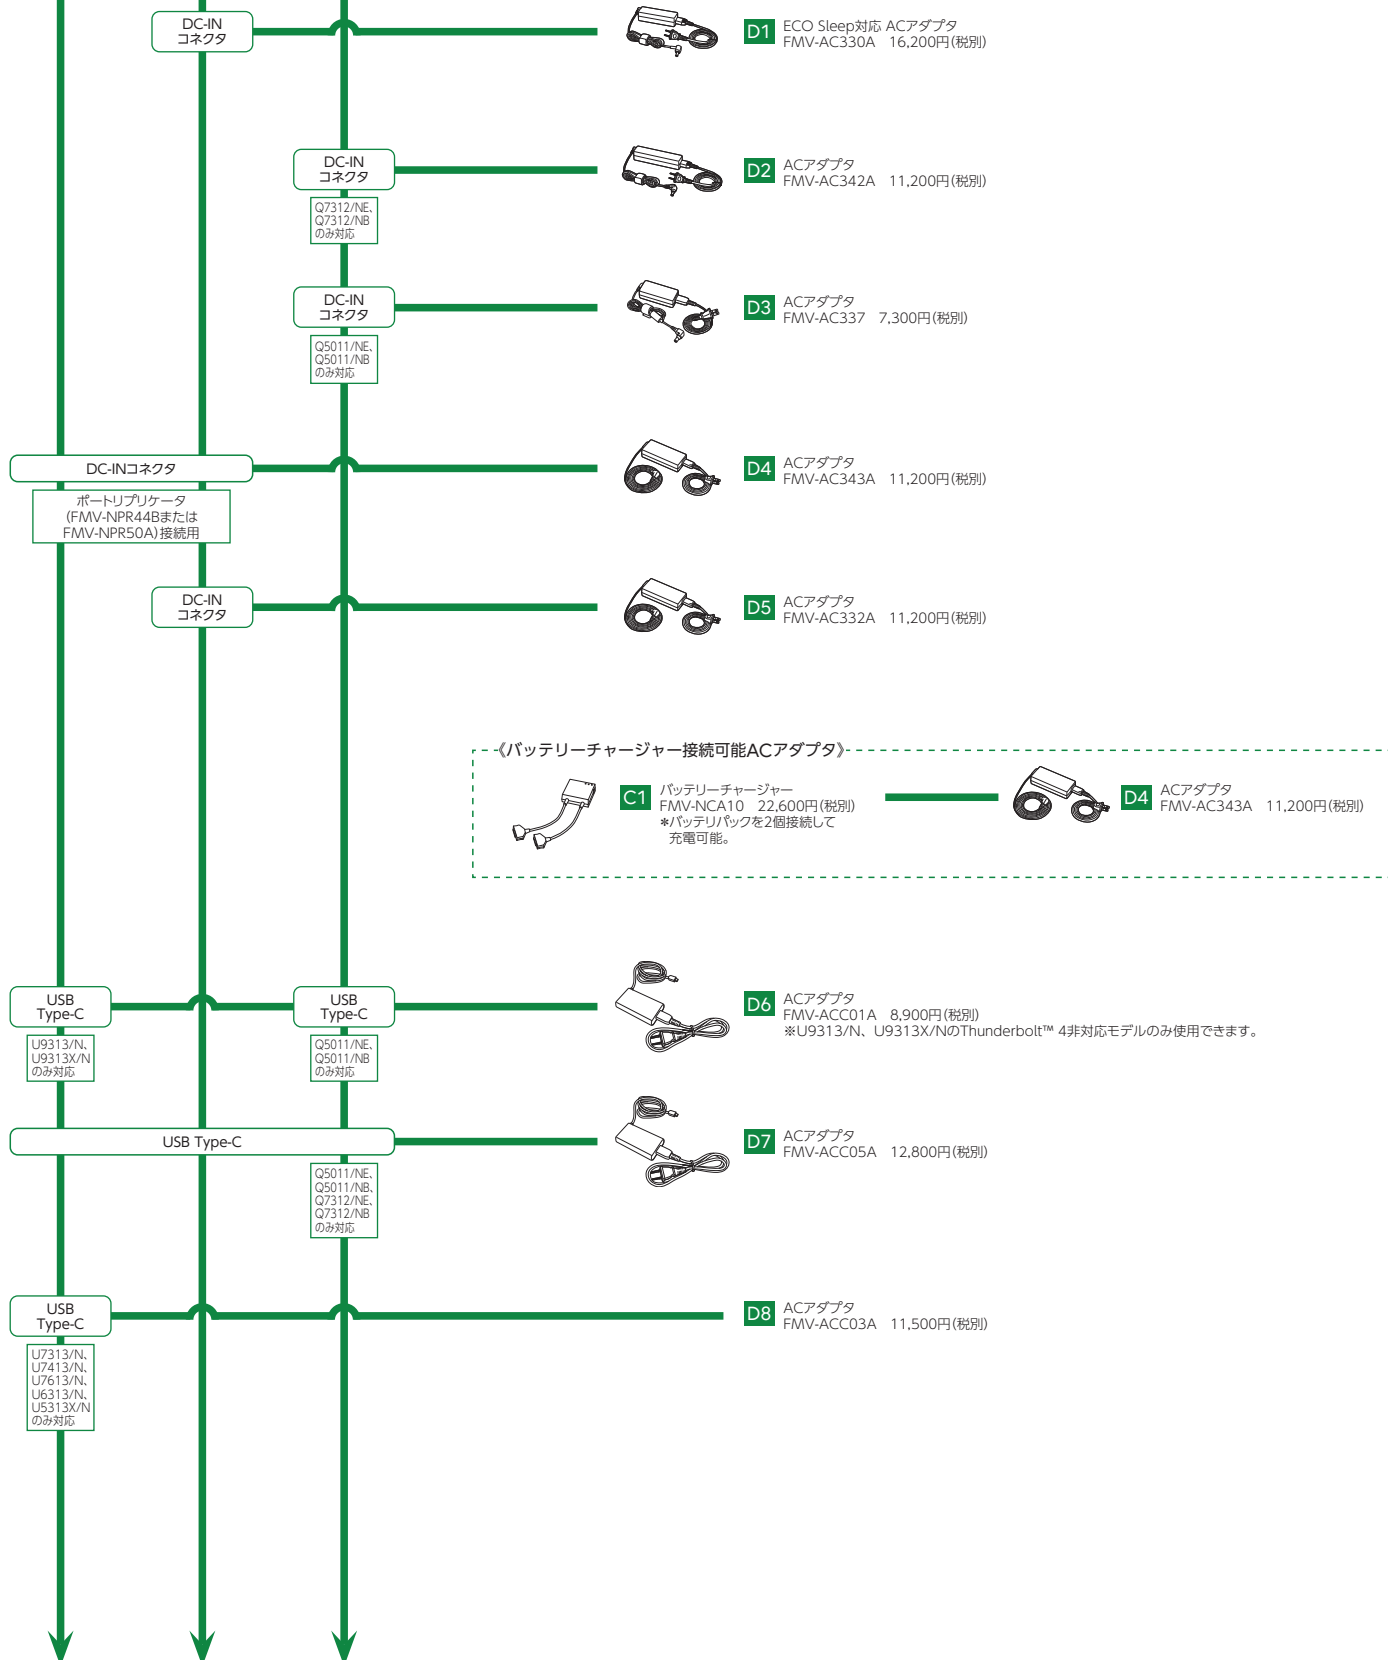 DC-IN
コネクタ
D1
ECO Sleep対応 ACアダプタ
FMV-AC330A 16,200円(税別)
DC-IN
コネクタ
Q7312/NE、
Q7312/NB
のみ対応
D2
ACアダプタ
FMV-AC342A 11,200円(税別)
DC-IN
コネクタ
Q5011/NE、
Q5011/NB
のみ対応
D3
ACアダプタ
FMV-AC337 7,300円(税別)
DC-INコネクタ
ポートリプリケータ
(FMV-NPR44Bまたは
FMV-NPR50A)接続用
D4
ACアダプタ
FMV-AC343A 11,200円(税別)
DC-IN
コネクタ
D5
ACアダプタ
FMV-AC332A 11,200円(税別)
《バッテリーチャージャー接続可能ACアダプタ》
C1
バッテリーチャージャー
FMV-NCA10 22,600円(税別)
*バッテリパックを2個接続して
充電可能。
D4
ACアダプタ
FMV-AC343A 11,200円(税別)
USB
Type-C
U9313/N、
U9313X/N
のみ対応
USB
Type-C
Q5011/NE、
Q5011/NB
のみ対応
D6
ACアダプタ
FMV-ACC01A 8,900円(税別)
※U9313/N、U9313X/NのThunderbolt™ 4非対応モデルのみ使用できます。
USB Type-C
Q5011/NE、
Q5011/NB、
Q7312/NE、
Q7312/NB
のみ対応
D7
ACアダプタ
FMV-ACC05A 12,800円(税別)
USB
Type-C
U7313/N、
U7413/N、
U7613/N、
U6313/N、
U5313X/N
のみ対応
D8
ACアダプタ
FMV-ACC03A 11,500円(税別)